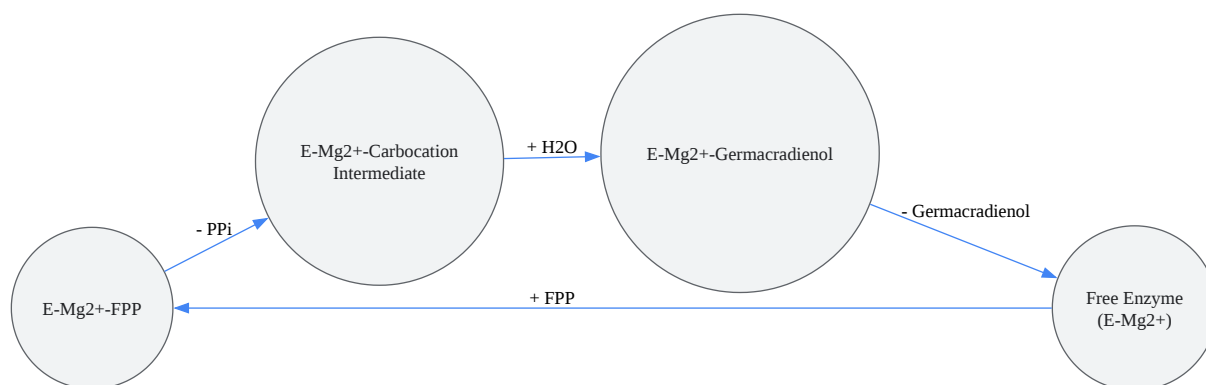 E-Mg2+-Carbocation
Intermediate
+ H2O
E-Mg2+-Germacradienol
- PPi
- Germacradienol
E-Mg2+-FPP
+ FPP
Free Enzyme
(E-Mg2+)